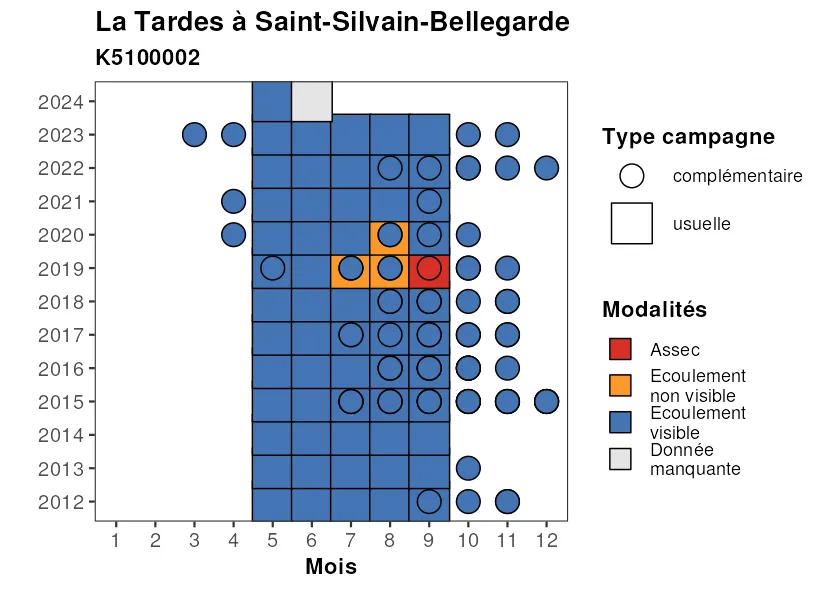 La Tardes à Saint-Silvain-Bellegarde
K5100002
2024
2023
2022
2021
2020
2019
2018
2017
2016
2015
2014
2013
2012
1 2 3 4 5 6 7 8 9 10 11 12
Mois
Type campagne
complémentaire
usuelle
Modalités
Assec
Ecoulement
non visible
Ecoulement
visible
Donnée
manquante